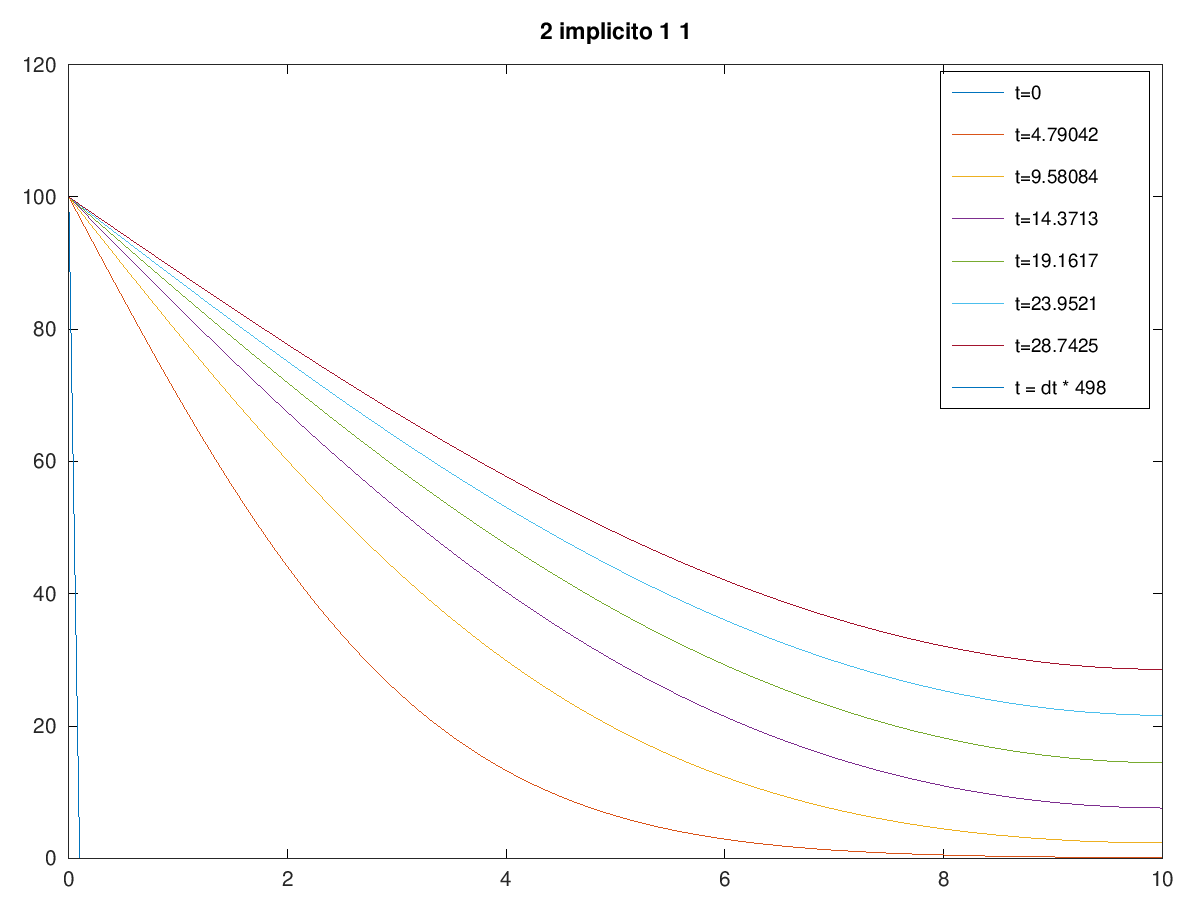 2 implicito 1 1
120
100
80
60
40
20
0
0 2 4 6 8 10
t=0
t=4.79042
t=9.58084
t=14.3713
t=19.1617
t=23.9521
t=28.7425
t = dt * 498